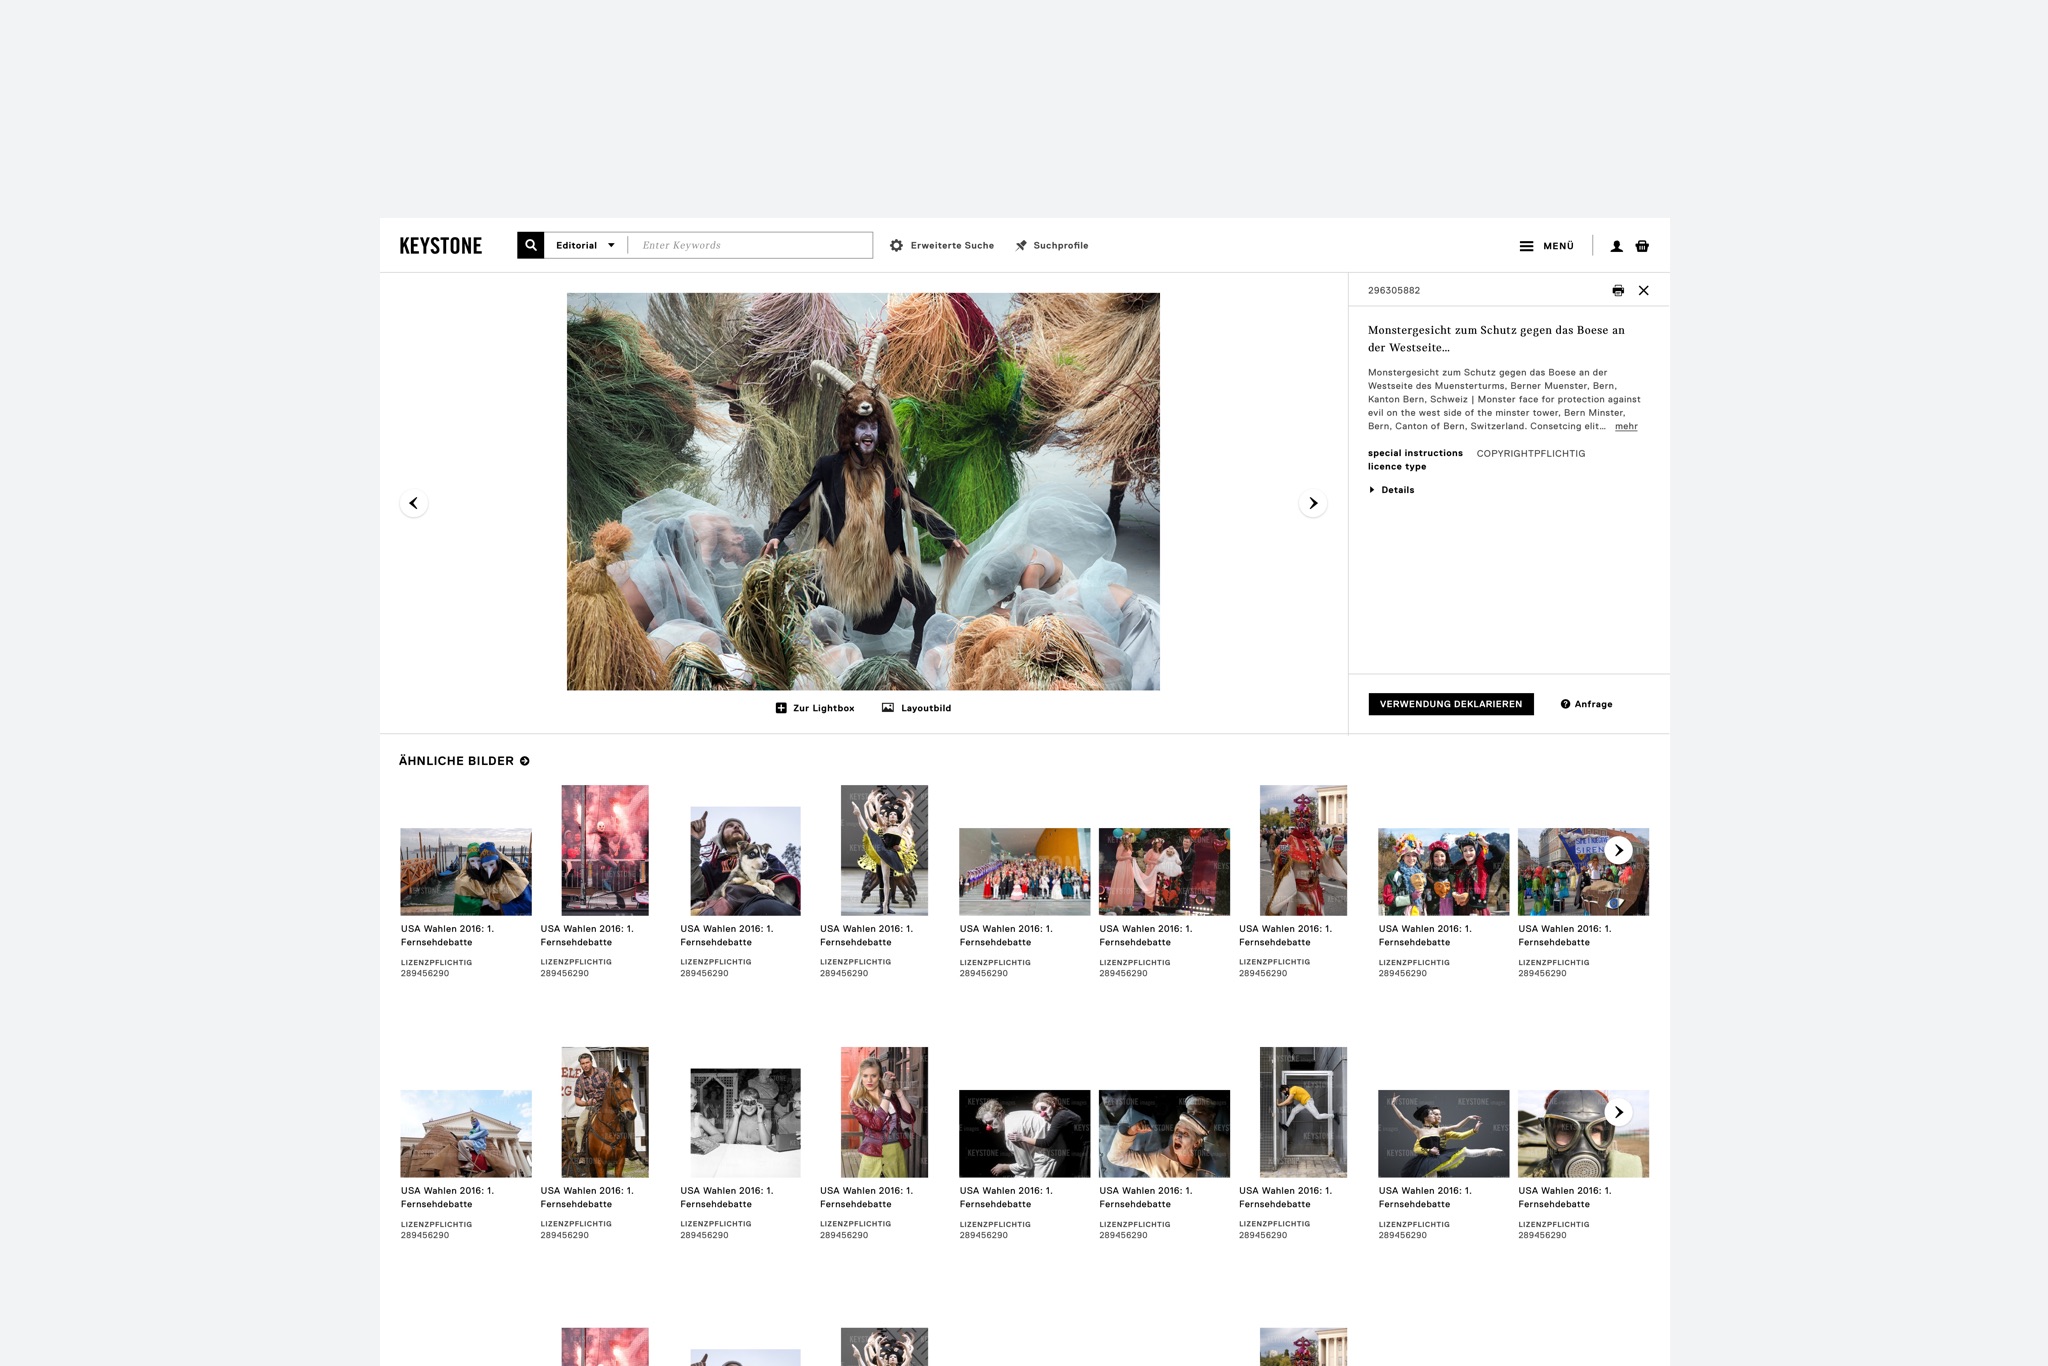 KEYSTONE
Editorial
Enter Keywords
Erweiterte Suche
Suchprofile
MENÜ
296305882
Monstergesicht zum Schutz gegen das Boese an
der Westseite...
Monstergesicht zum Schutz gegen das Boese an der
Westseite des Muensterturms, Berner Muenster, Bern,
Kanton Bern, Schweiz | Monster face for protection against
evil on the west side of the minster tower, Bern Minster,
Bern, Canton of Bern, Switzerland. Consetcing elit... mehr
special instructions COPYRIGHTPFLICHTIG
licence type
Details
Zur Lightbox
Layoutbild
VERWENDUNG DEKLARIEREN
Anfrage
ÄHNLICHE BILDER
USA Wahlen 2016: 1.
Fernsehdebatte
LIZENZPFLICHTIG
289456290
USA Wahlen 2016: 1.
Fernsehdebatte
LIZENZPFLICHTIG
289456290
USA Wahlen 2016: 1.
Fernsehdebatte
LIZENZPFLICHTIG
289456290
USA Wahlen 2016: 1.
Fernsehdebatte
LIZENZPFLICHTIG
289456290
USA Wahlen 2016: 1.
Fernsehdebatte
LIZENZPFLICHTIG
289456290
USA Wahlen 2016: 1.
Fernsehdebatte
LIZENZPFLICHTIG
289456290
USA Wahlen 2016: 1.
Fernsehdebatte
LIZENZPFLICHTIG
289456290
USA Wahlen 2016: 1.
Fernsehdebatte
LIZENZPFLICHTIG
289456290
USA Wahlen 2016: 1.
Fernsehdebatte
LIZENZPFLICHTIG
289456290
USA Wahlen 2016: 1.
Fernsehdebatte
LIZENZPFLICHTIG
289456290
USA Wahlen 2016: 1.
Fernsehdebatte
LIZENZPFLICHTIG
289456290
USA Wahlen 2016: 1.
Fernsehdebatte
LIZENZPFLICHTIG
289456290
USA Wahlen 2016: 1.
Fernsehdebatte
LIZENZPFLICHTIG
289456290
USA Wahlen 2016: 1.
Fernsehdebatte
LIZENZPFLICHTIG
289456290
USA Wahlen 2016: 1.
Fernsehdebatte
LIZENZPFLICHTIG
289456290
USA Wahlen 2016: 1.
Fernsehdebatte
LIZENZPFLICHTIG
289456290
USA Wahlen 2016: 1.
Fernsehdebatte
LIZENZPFLICHTIG
289456290
USA Wahlen 2016: 1.
Fernsehdebatte
LIZENZPFLICHTIG
289456290